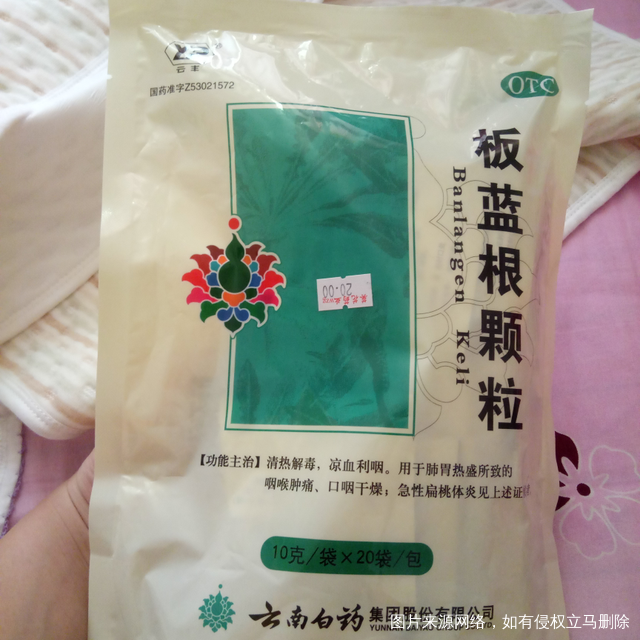 云丰
国药准字Z53021572
OTC
板蓝根颗粒
Banlangen Keli
20.00
【功能主治】清热解毒，凉血利咽。用于肺胃热盛所致的
咽喉肿痛、口咽干燥；急性扁桃体炎见上述证
10克/袋×20袋/包
云南白药集团股份有限公司
图片来源网络，如有侵权立马删除